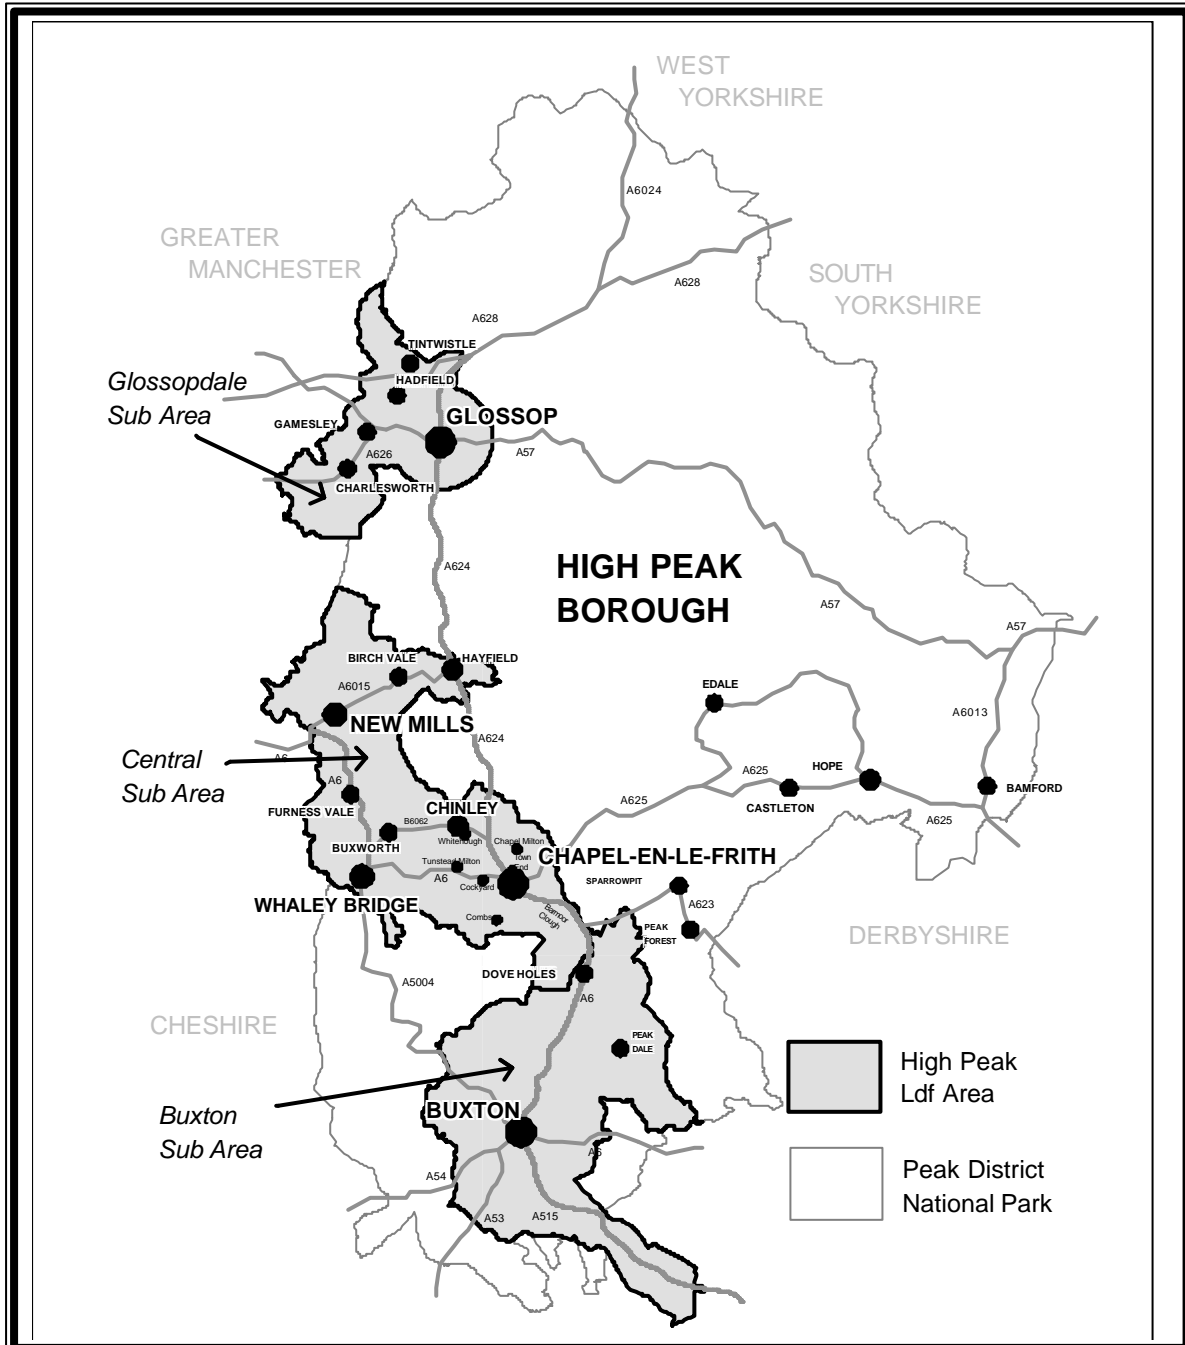 WEST
YORKSHIRE
A6024
GREATER
MANCHESTER
SOUTH
YORKSHIRE
A628
A628
TINTWISTLE
HADFIELD
Glossopdale
Sub Area
GLOSSOP
GAMESLEY
A57
A626
CHARLESWORTH
A624
HIGH PEAK
BOROUGH
A57
A57
BIRCH VALE
HAYFIELD
A6015
EDALE
A6013
NEW MILLS
A624
Central
Sub Area
A6
A6
A625
HOPE
BAMFORD
FURNESS VALE
CHINLEY
A625
CASTLETON
A625
B6062
Whitehough
Chapel Milton
BUXWORTH
Town
End
CHAPEL-EN-LE-FRITH
Tunstead Milton
A6
Cockyard
SPARROWPIT
WHALEY BRIDGE
Barmoor
Clough
A623
Combs
PEAK
FOREST
DERBYSHIRE
DOVE HOLES
A5004
A6
CHESHIRE
PEAK
DALE
High Peak
Ldf Area
Buxton
Sub Area
BUXTON
A6
A54
Peak District
National Park
A53
A515